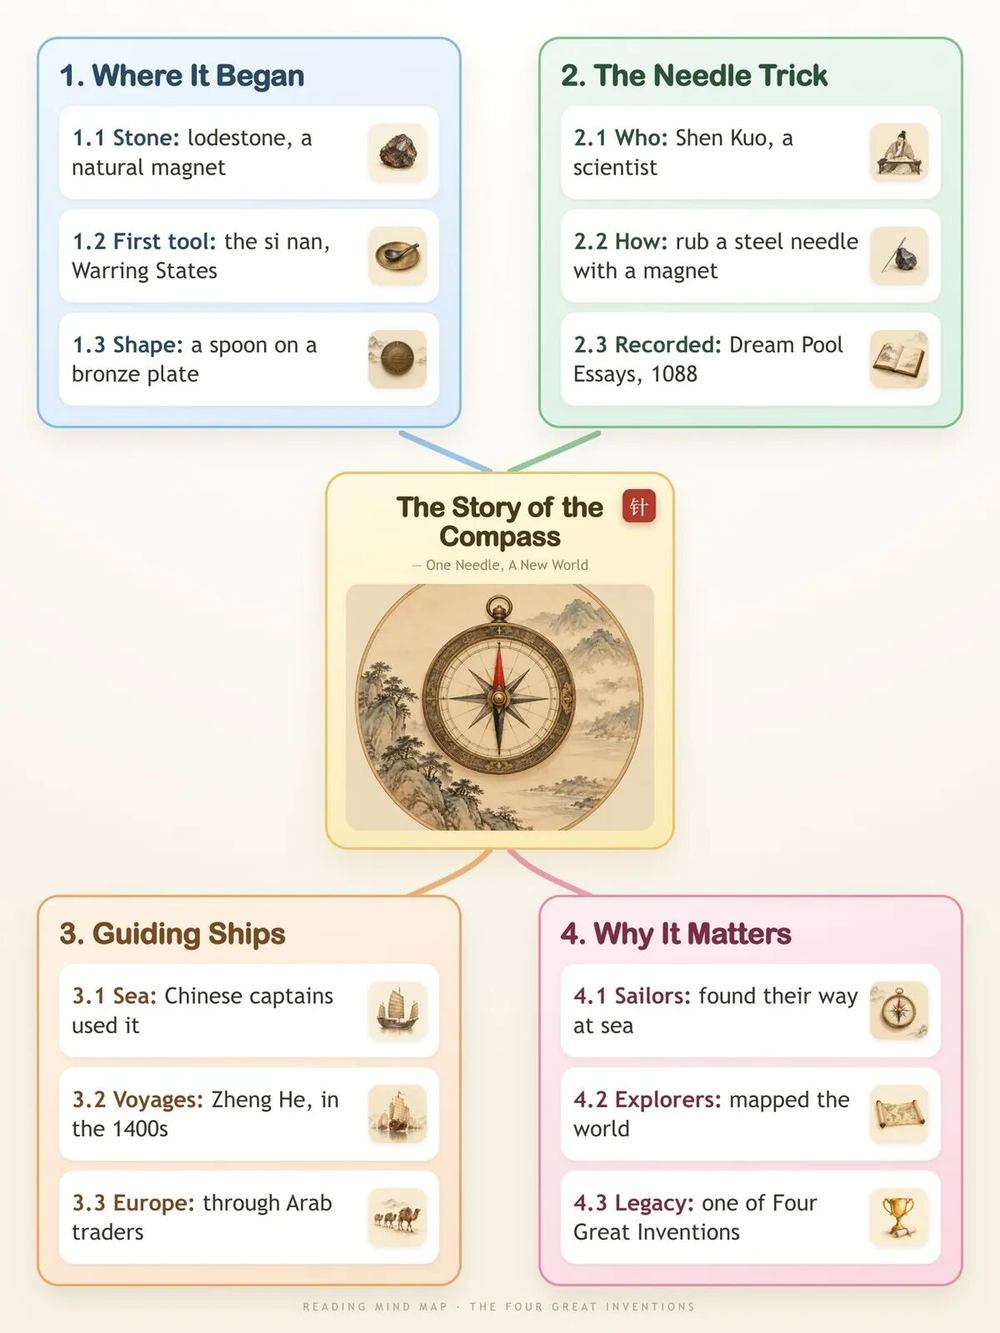 1. Where It Began
1.1 Stone: lodestone, a
natural magnet
1.2 First tool: the si nan,
Warring States
1.3 Shape: a spoon on a
bronze plate
2. The Needle Trick
2.1 Who: Shen Kuo, a
scientist
2.2 How: rub a steel needle
with a magnet
2.3 Recorded: Dream Pool
Essays, 1088
The Story of the
Compass
针
— One Needle, A New World
3. Guiding Ships
3.1 Sea: Chinese captains
used it
3.2 Voyages: Zheng He, in
the 1400s
3.3 Europe: through Arab
traders
4. Why It Matters
4.1 Sailors: found their way
at sea
4.2 Explorers: mapped the
world
4.3 Legacy: one of Four
Great Inventions
READING MIND MAP · THE FOUR GREAT INVENTIONS